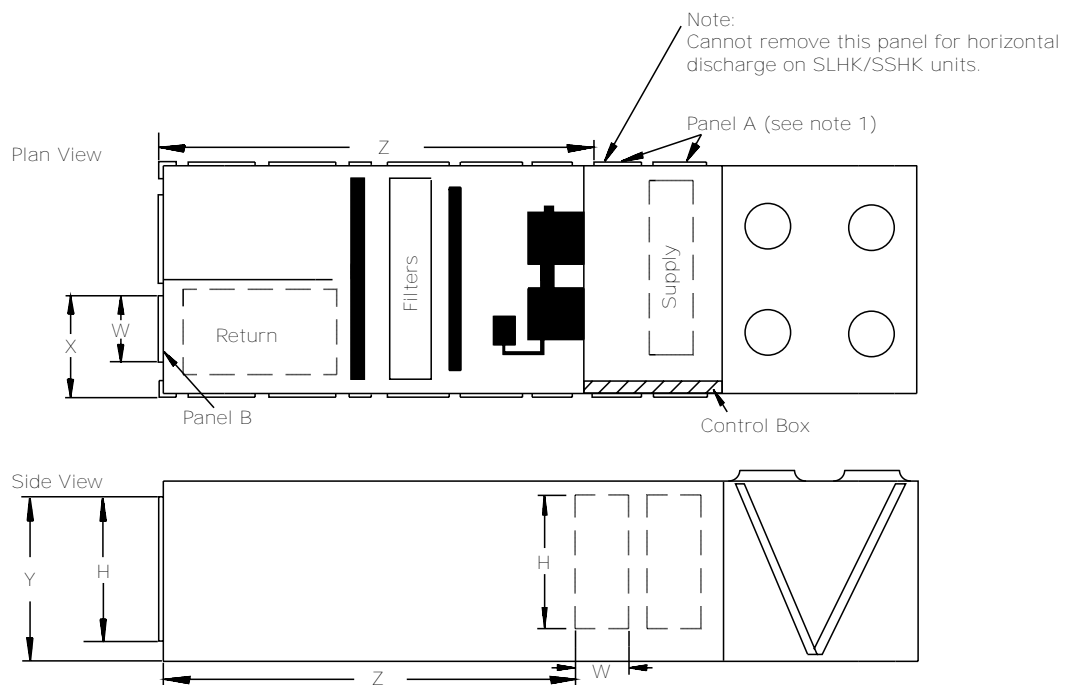 Note:
Cannot remove this panel for horizontal
discharge on SLHK/SSHK units.
Panel A (see note 1)
Plan View
Z
Filters
Supply
Return
W
X
Panel B
Control Box
Side View
Y
H
H
W
Z